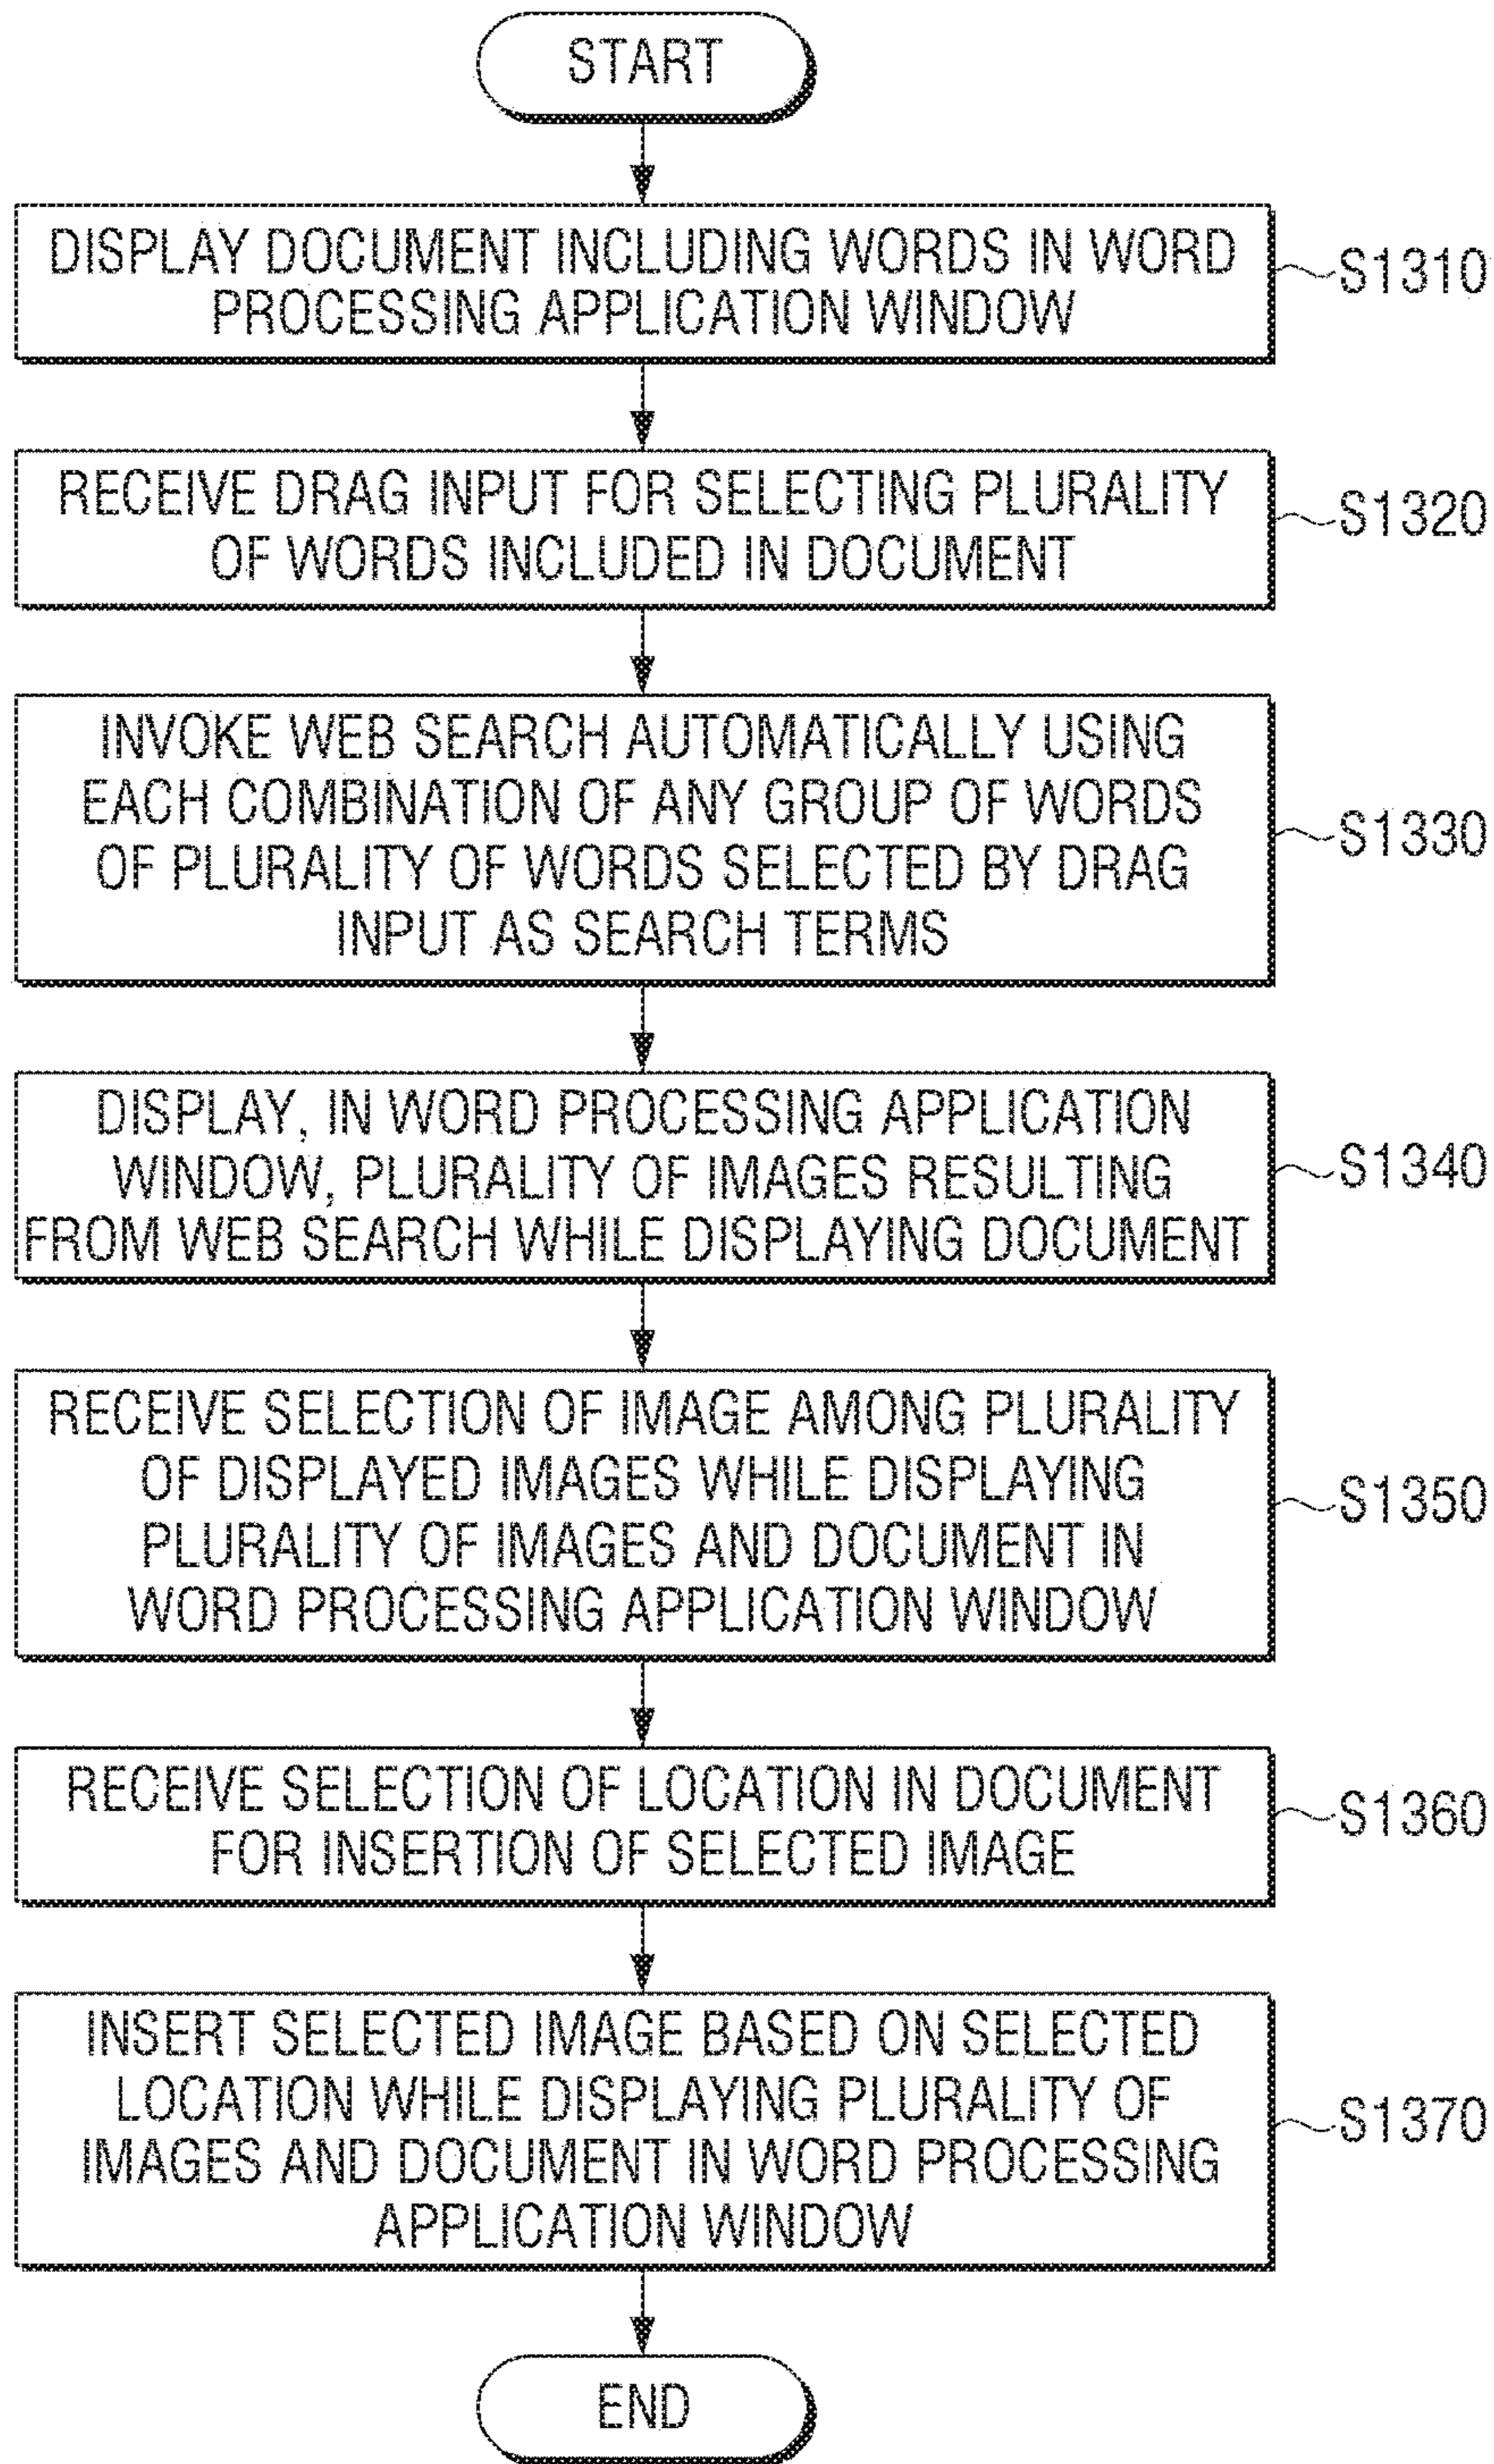 START
DISPLAY DOCUMENT INCLUDING WORDS IN WORD
PROCESSING APPLICATION WINDOW
S1310
RECEIVE DRAG INPUT FOR SELECTING PLURALITY
OF WORDS INCLUDED IN DOCUMENT
S1320
INVOKE WEB SEARCH AUTOMATICALLY USING
EACH COMBINATION OF ANY GROUP OF WORDS
OF PLURALITY OF WORDS SELECTED BY DRAG
INPUT AS SEARCH TERMS
S1330
DISPLAY, IN WORD PROCESSING APPLICATION
WINDOW, PLURALITY OF IMAGES RESULTING
FROM WEB SEARCH WHILE DISPLAYING DOCUMENT
S1340
RECEIVE SELECTION OF IMAGE AMONG PLURALITY
OF DISPLAYED IMAGES WHILE DISPLAYING
PLURALITY OF IMAGES AND DOCUMENT IN
WORD PROCESSING APPLICATION WINDOW
S1350
RECEIVE SELECTION OF LOCATION IN DOCUMENT
FOR INSERTION OF SELECTED IMAGE
S1360
INSERT SELECTED IMAGE BASED ON SELECTED
LOCATION WHILE DISPLAYING PLURALITY OF
IMAGES AND DOCUMENT IN WORD PROCESSING
APPLICATION WINDOW
S1370
END